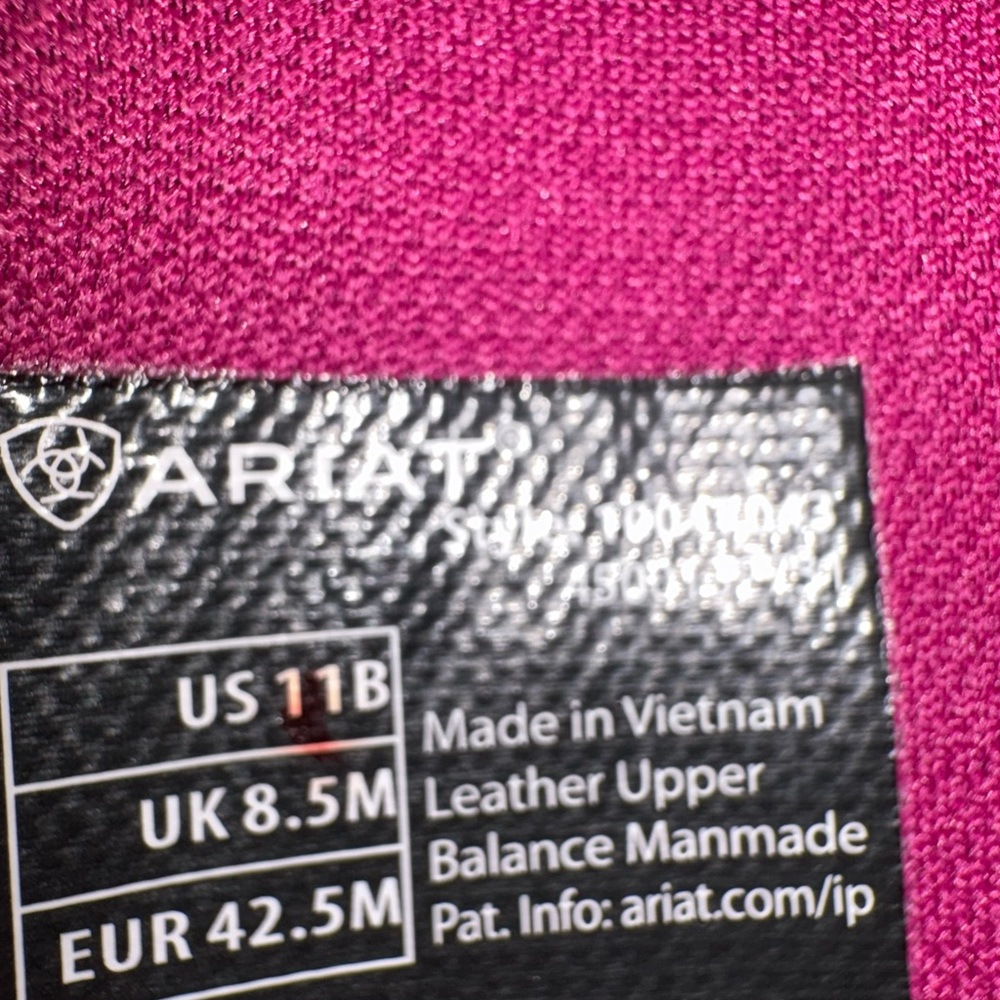 ARIAT
Style:
US 11B
UK 8.5M
EUR 42.5M
Made in Vietnam
Leather Upper
Balance Manmade
Pat. Info: ariat.com/ip